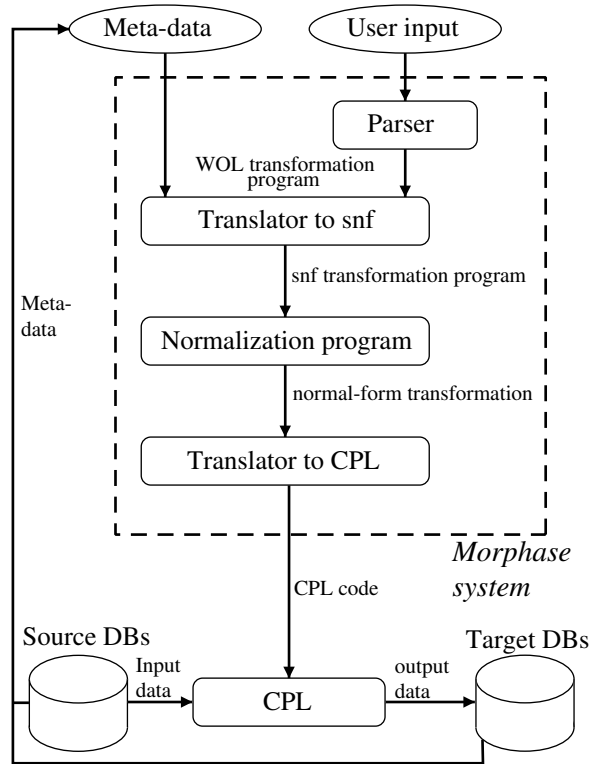 Meta-data
User input
Parser
WOL transformation
program
Translator to snf
snf transformation program
Meta-
data
Normalization program
normal-form transformation
Translator to CPL
Morphase
system
CPL code
Source DBs
Target DBs
Input
data
output
data
CPL